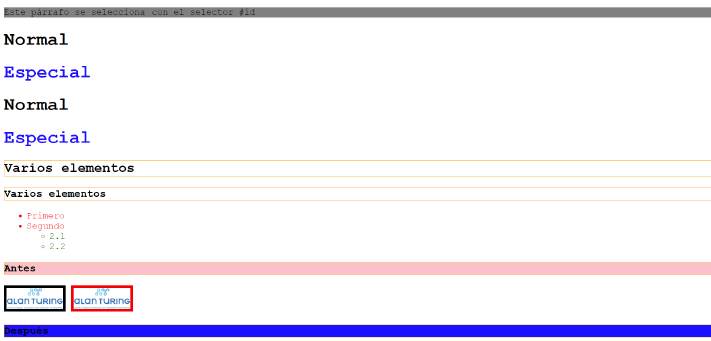 Este párrafo se selecciona con el selector #id
Normal
Especial
Normal
Especial
Varios elementos
Varios elementos
Primero
Segundo
2.1
2.2
Antes
ALAN TURING ALAN TURING
Después